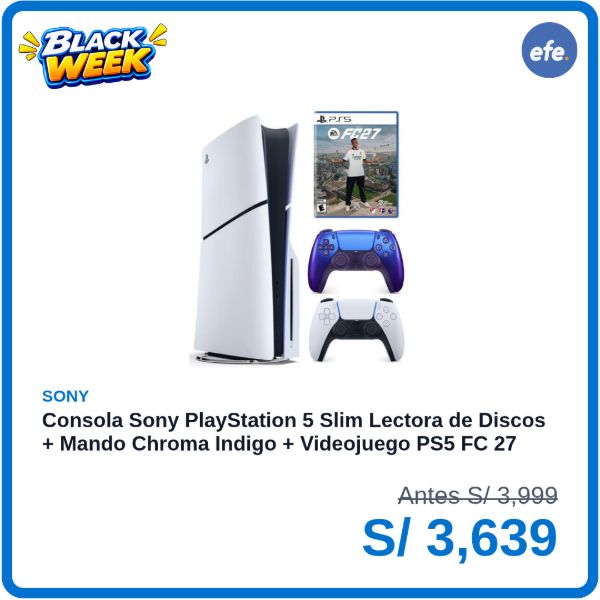 BLACK
WEEK
efe.
PS5
EA FC27
SONY
Consola Sony PlayStation 5 Slim Lectora de Discos
+ Mando Chroma Indigo + Videojuego PS5 FC 27
Antes S/ 3,999
S/ 3,639